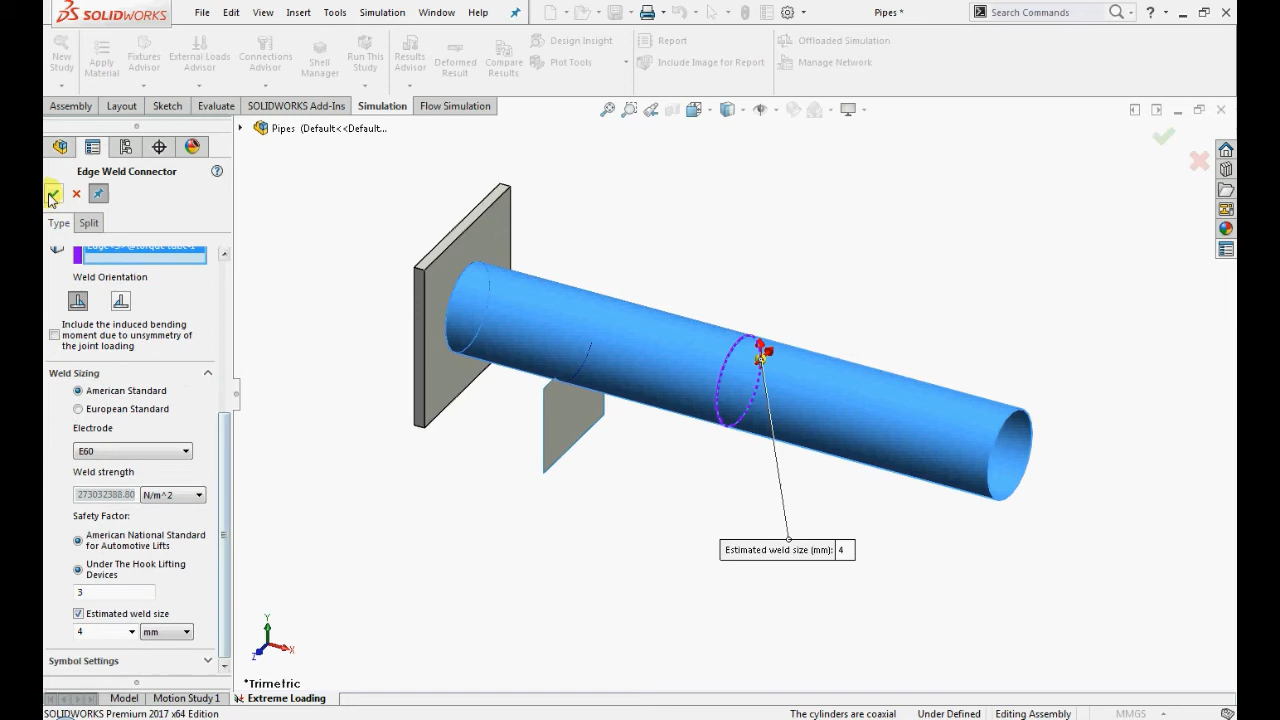 SOLIDWORKS File Edit View Insert Tools Simulation Window Help Pipes * Search Commands ?
New Study
Apply Material
Fixtures Advisor
External Loads Advisor
Connections Advisor
Shell Manager
Run This Study
Results Advisor
Deformed Result
Compare Results
Design Insight
Plot Tools
Report
Include Image for Report
Offloaded Simulation
Manage Network
Assembly Layout Sketch Evaluate SOLIDWORKS Add-Ins Simulation Flow Simulation
Pipes (Default<<Default...
Edge Weld Connector
Type Split
Weld Orientation
Include the induced bending
moment due to unsymmetry of
the joint loading
Weld Sizing
American Standard
European Standard
Electrode
E60
Weld strength
273032388.80 N/m^2
Safety Factor:
American National Standard
for Automotive Lifts
Under The Hook Lifting
Devices
3
Estimated weld size
4 mm
Symbol Settings
Estimated weld size (mm): 4
Y
X
Z
*Trimetric
Model Motion Study 1 Extreme Loading
SOLIDWORKS Premium 2017 x64 Edition The cylinders are coaxial Under Defined Editing Assembly MMGS